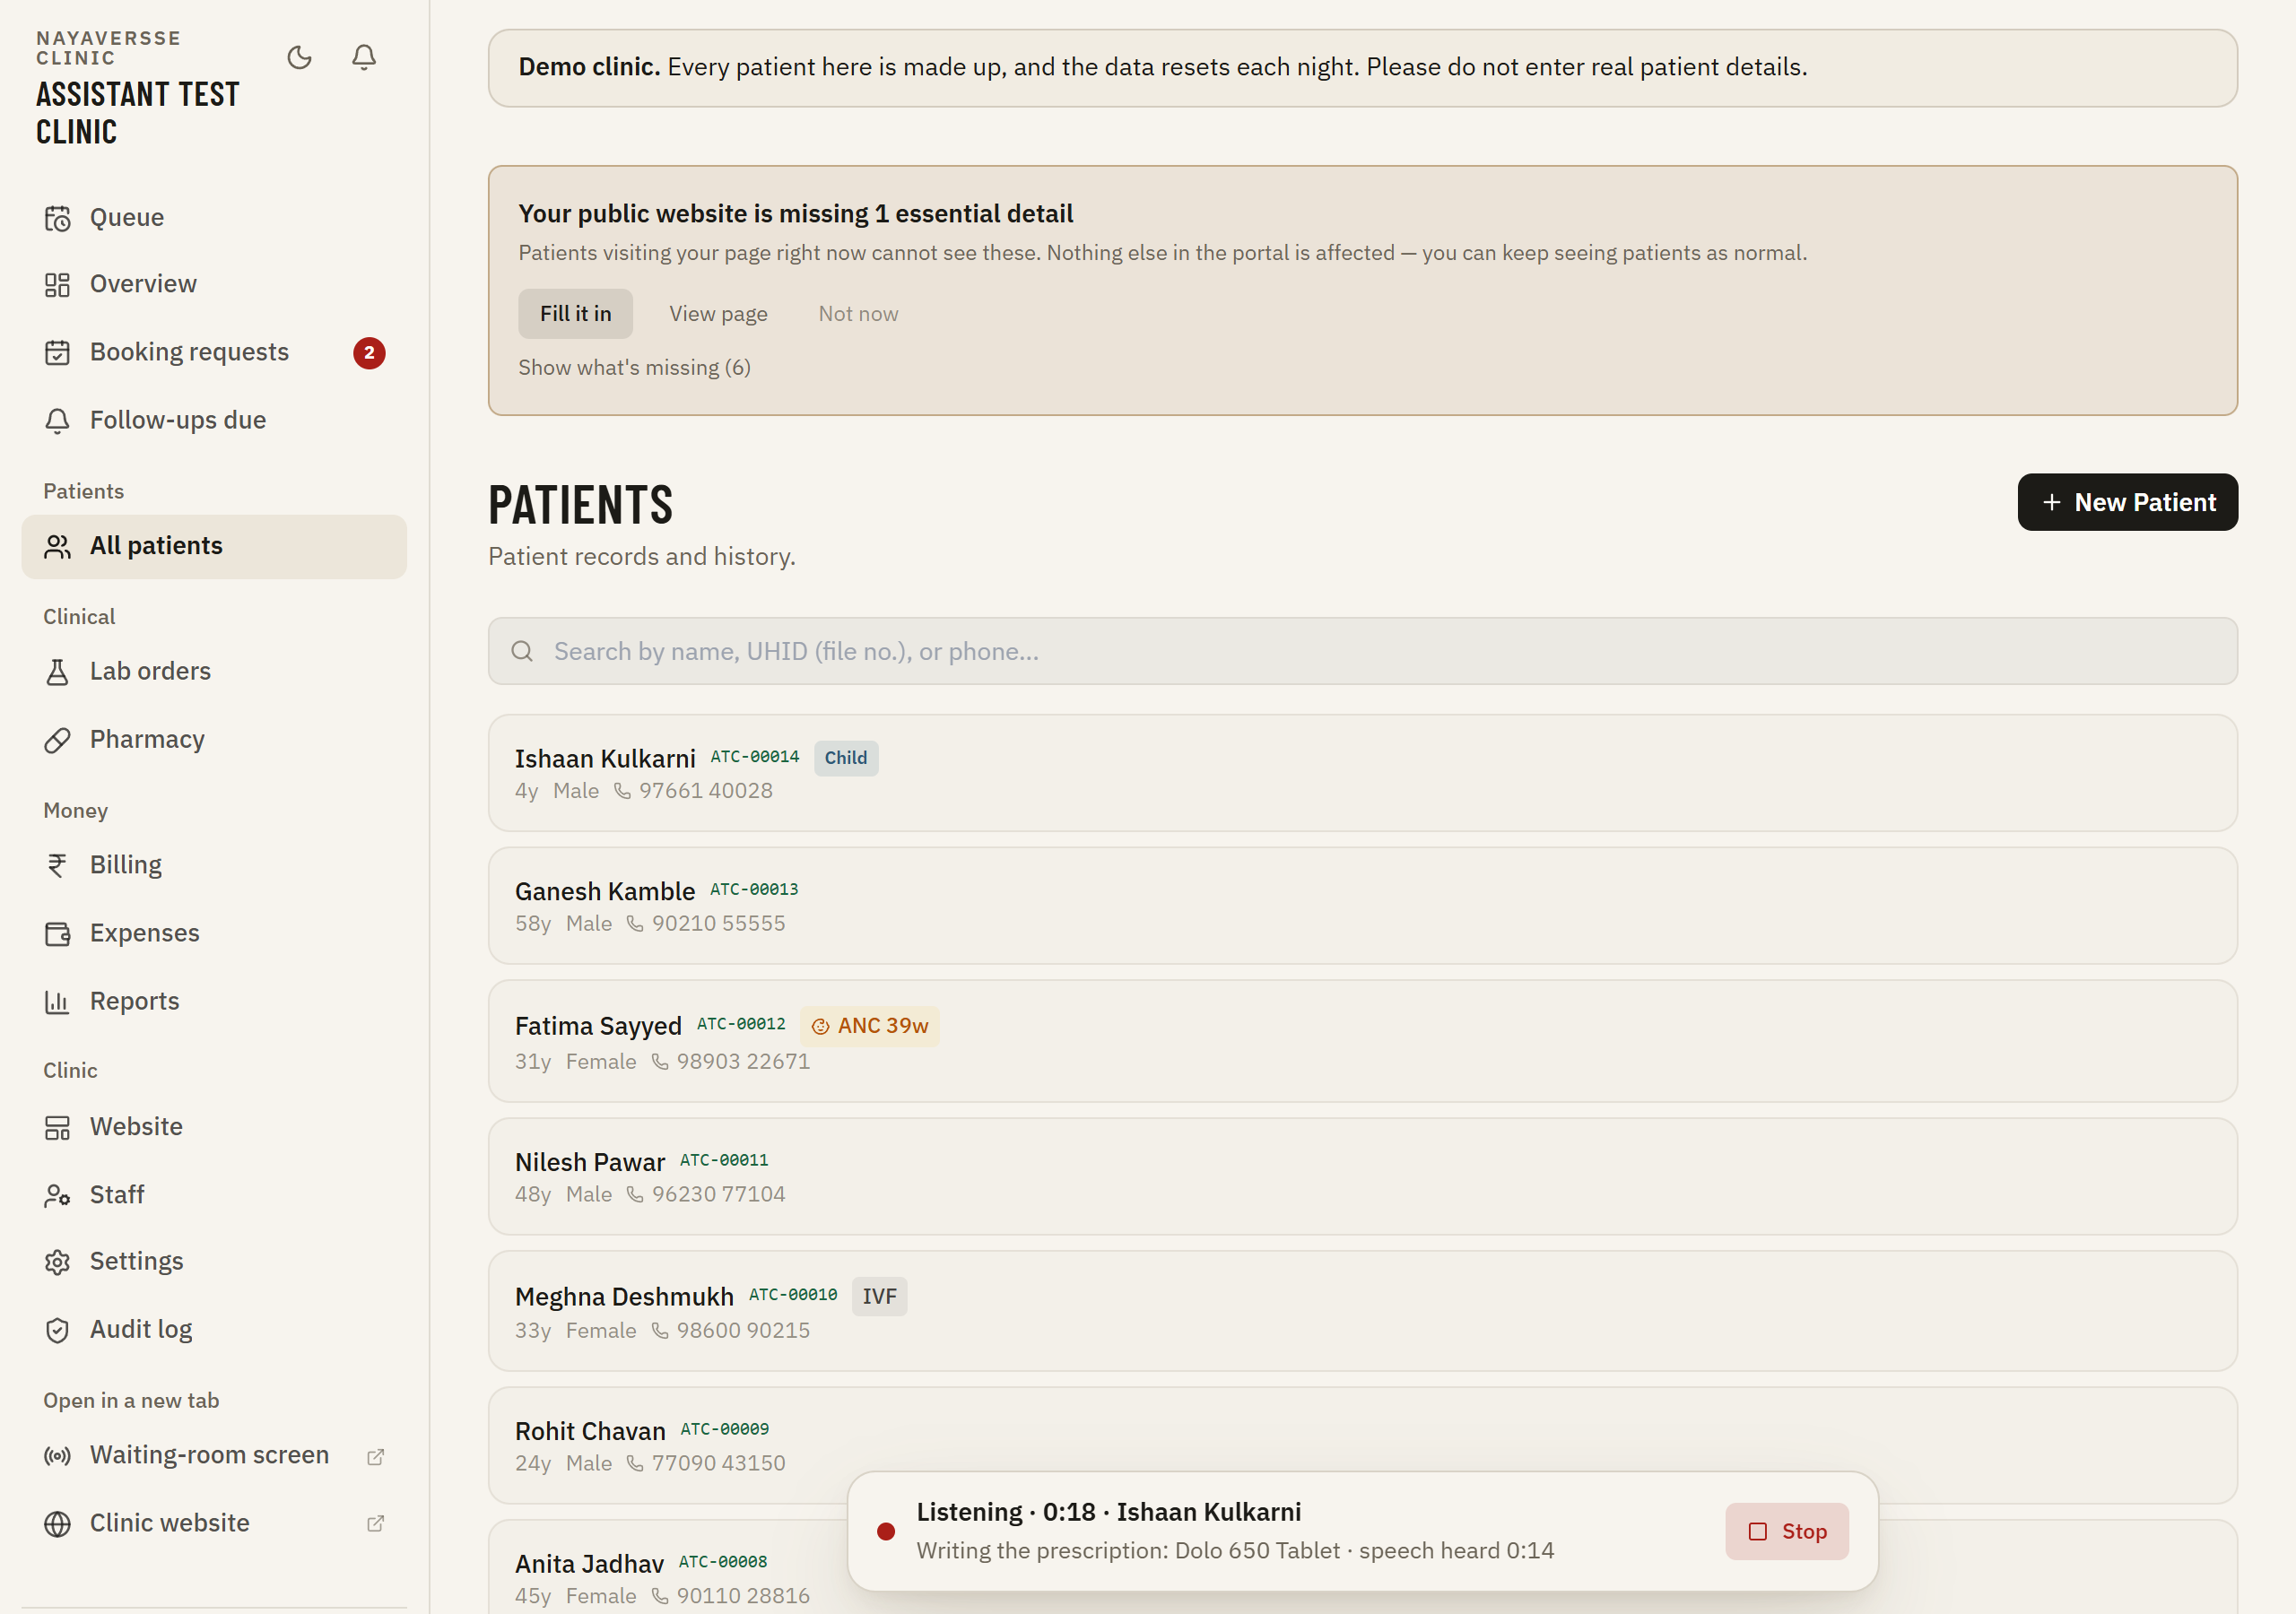 NAYAVERSSE
CLINIC
ASSISTANT TEST
CLINIC
Queue
Overview
Booking requests 2
Follow-ups due
Patients
All patients
Clinical
Lab orders
Pharmacy
Money
Billing
Expenses
Reports
Clinic
Website
Staff
Settings
Audit log
Open in a new tab
Waiting-room screen
Clinic website
Demo clinic. Every patient here is made up, and the data resets each night. Please do not enter real patient details.
Your public website is missing 1 essential detail
Patients visiting your page right now cannot see these. Nothing else in the portal is affected — you can keep seeing patients as normal.
Fill it in View page Not now
Show what's missing (6)
PATIENTS
New Patient
Patient records and history.
Search by name, UHID (file no.), or phone...
Ishaan Kulkarni ATC-00014 Child
4y Male 97661 40028
Ganesh Kamble ATC-00013
58y Male 90210 55555
Fatima Sayyed ATC-00012 ANC 39w
31y Female 98903 22671
Nilesh Pawar ATC-00011
48y Male 96230 77104
Meghna Deshmukh ATC-00010 IVF
33y Female 98600 90215
Rohit Chavan ATC-00009
24y Male 77090 43150
Anita Jadhav ATC-00008
45y Female 90110 28816
Listening · 0:18 · Ishaan Kulkarni
Writing the prescription: Dolo 650 Tablet · speech heard 0:14
Stop